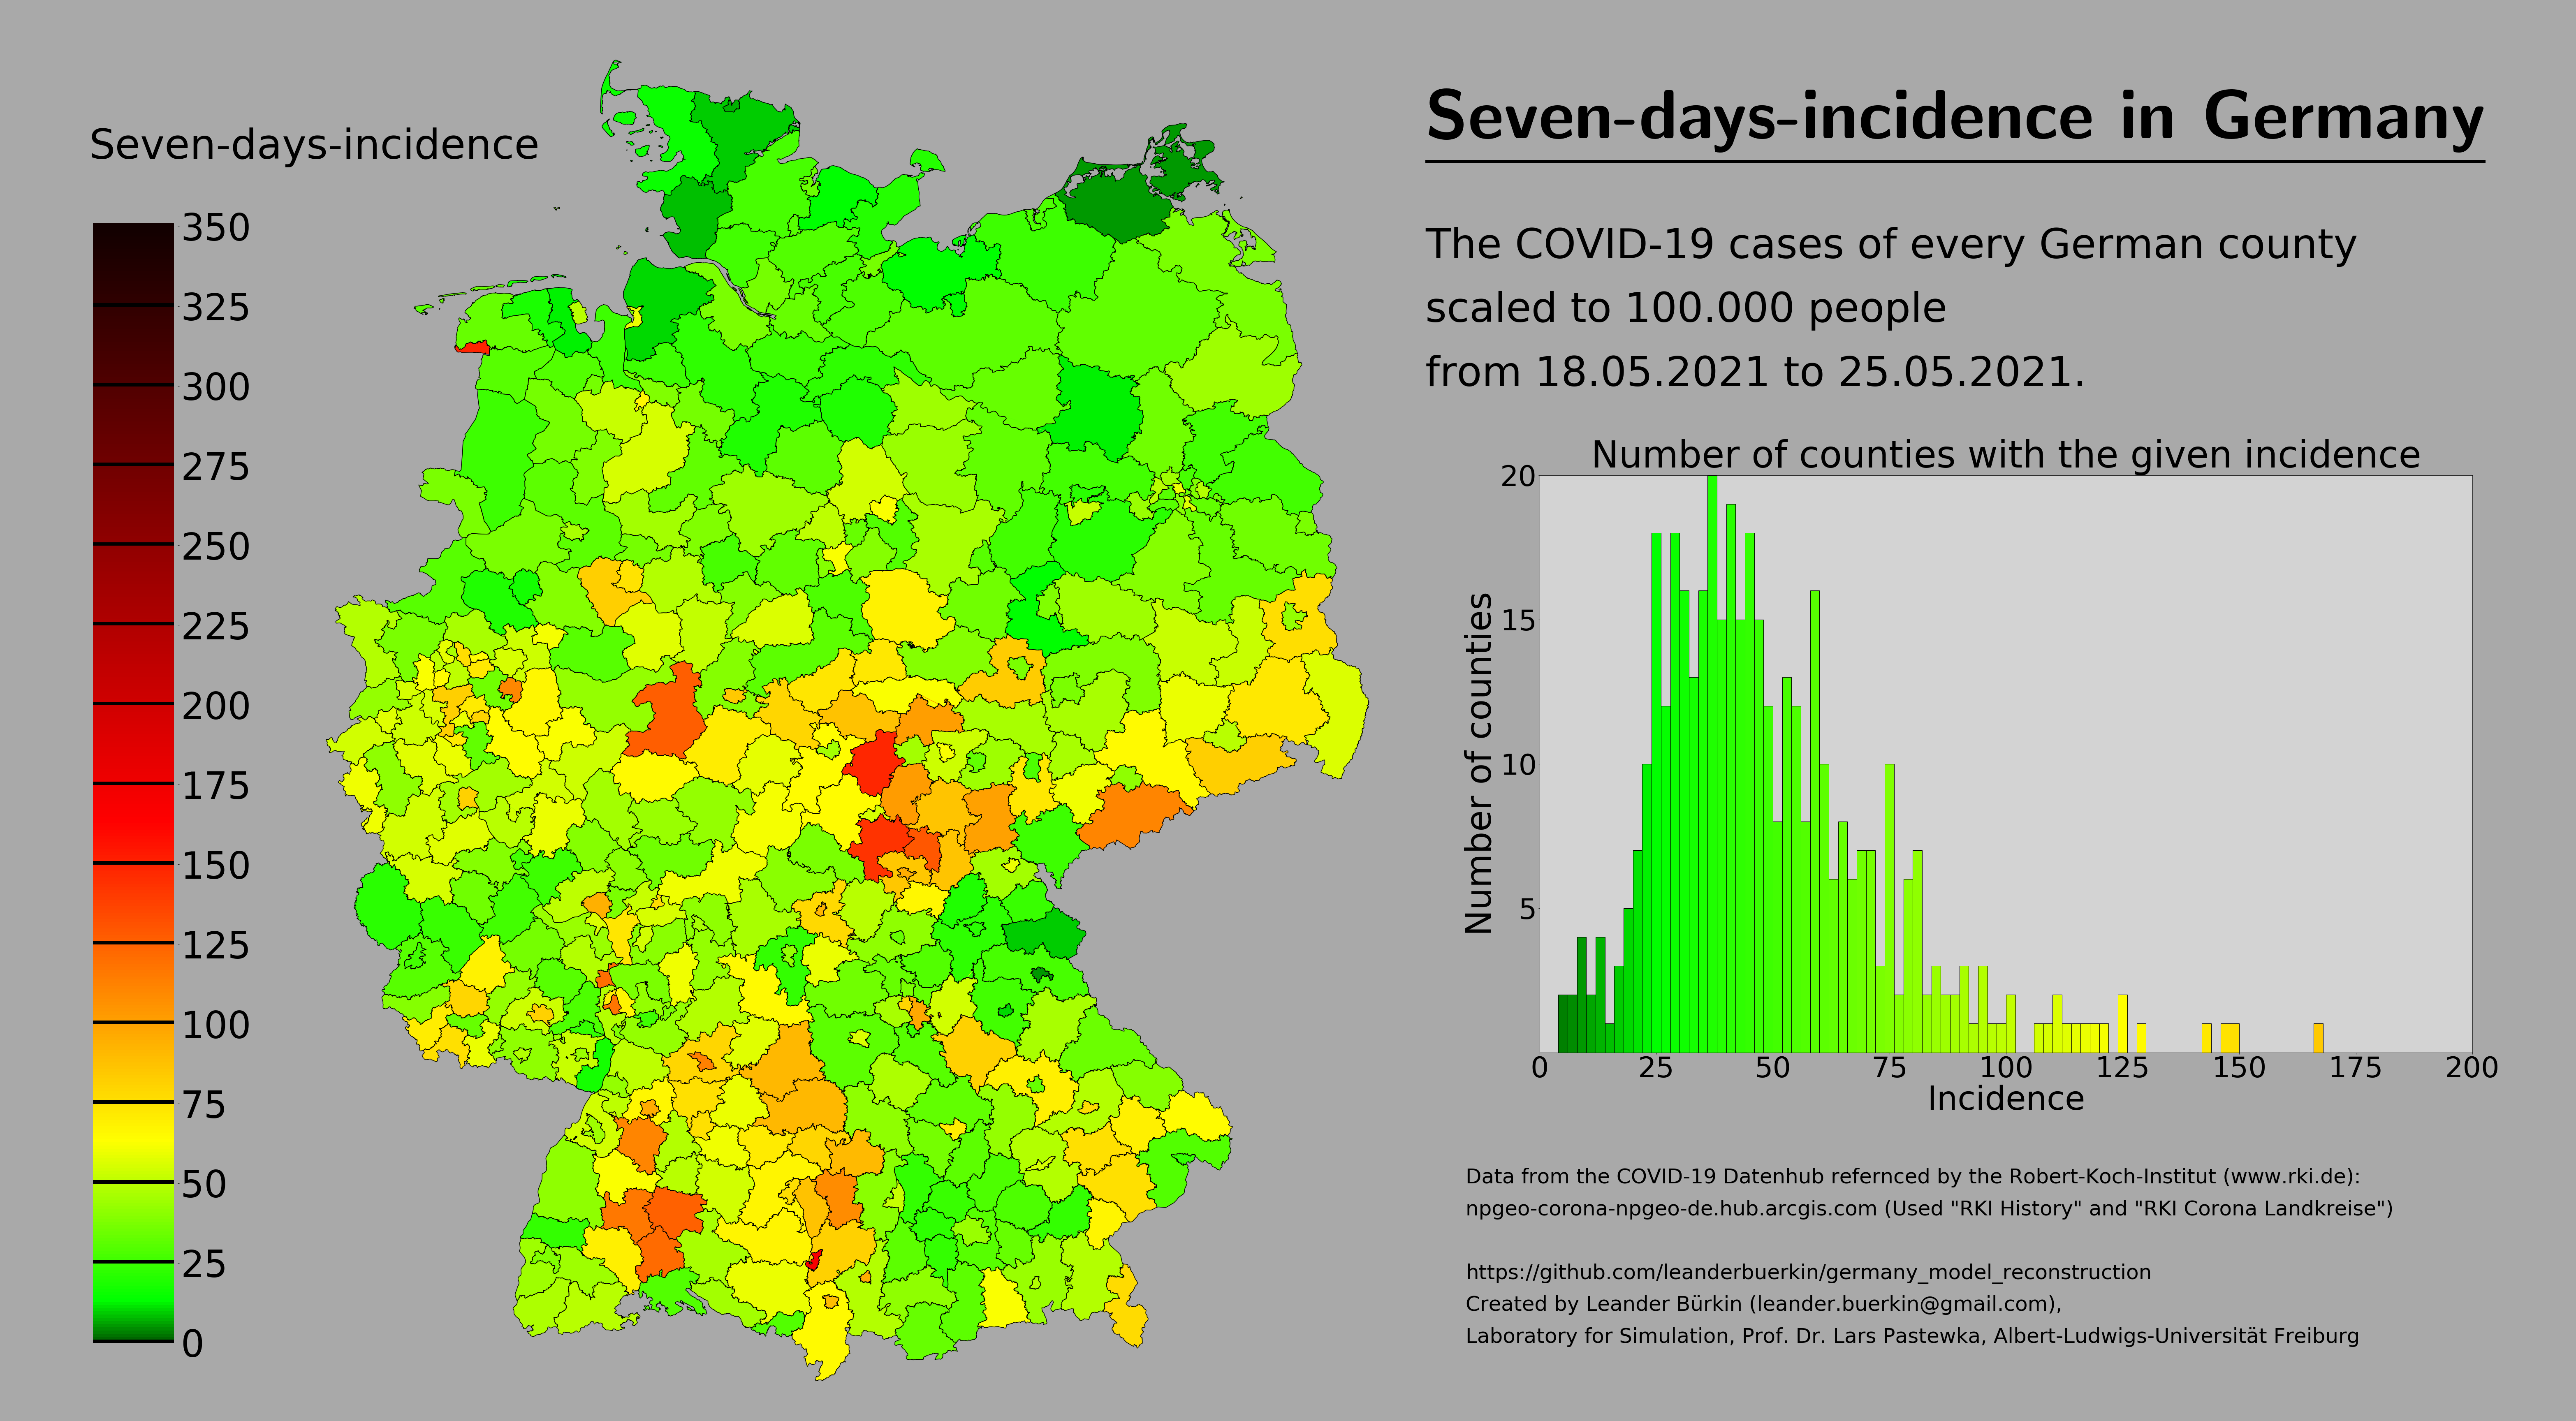 Seven-days-incidence in Germany
Seven-days-incidence
350
325
300
275
250
225
200
175
150
125
100
75
50
25
0
The COVID-19 cases of every German county
scaled to 100.000 people
from 18.05.2021 to 25.05.2021.
Number of counties with the given incidence
Number of counties
20
15
10
5
0 25 50 75 100 125 150 175 200
Incidence
Data from the COVID-19 Datenhub refernced by the Robert-Koch-Institut (www.rki.de):
npgeo-corona-npgeo-de.hub.arcgis.com (Used "RKI History" and "RKI Corona Landkreise")
https://github.com/leanderbuerkin/germany_model_reconstruction
Created by Leander Bürkin (leander.buerkin@gmail.com),
Laboratory for Simulation, Prof. Dr. Lars Pastewka, Albert-Ludwigs-Universität Freiburg